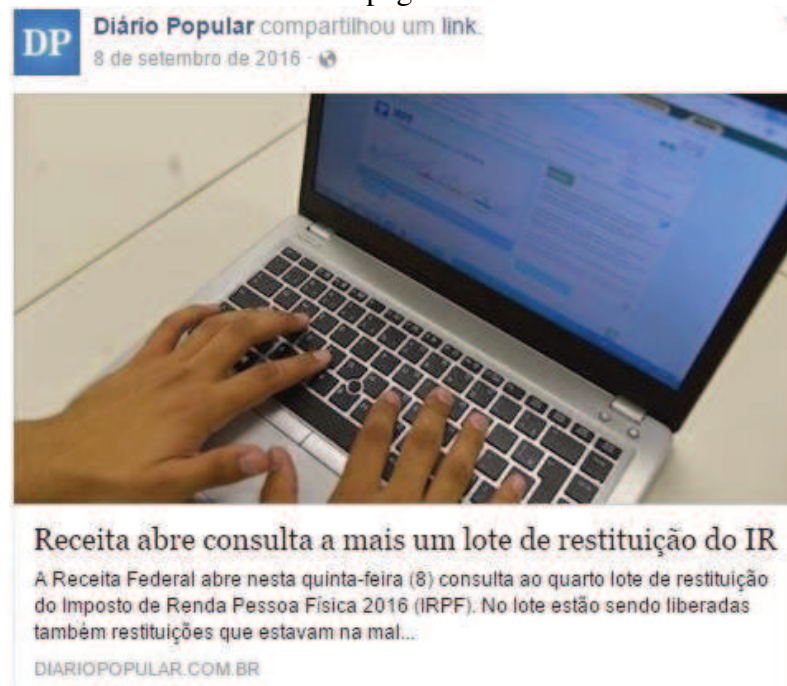 DP
Diário Popular compartilhou um link.
8 de setembro de 2016 ·
Receita abre consulta a mais um lote de restituição do IR
A Receita Federal abre nesta quinta-feira (8) consulta ao quarto lote de restituição
do Imposto de Renda Pessoa Física 2016 (IRPF). No lote estão sendo liberadas
também restituições que estavam na mal...
DIARIOPOPULAR.COM.BR